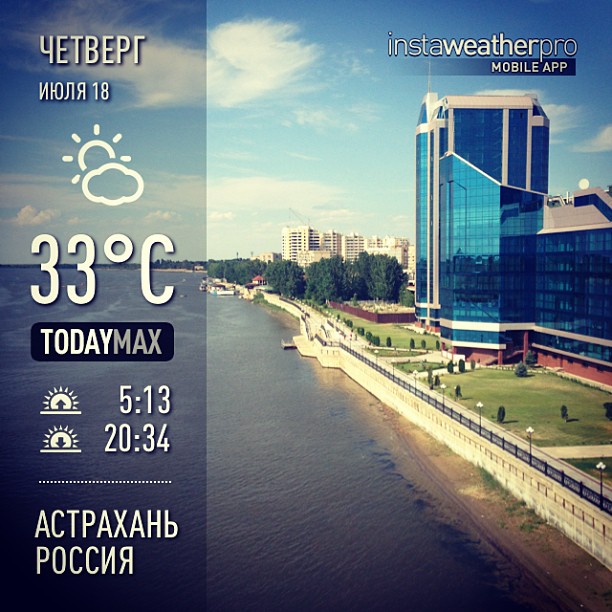 ЧЕТВЕРГ
ИЮЛЯ 18
instaweatherpro
MOBILE APP
33°C
TODAYMAX
5:13
20:34
АСТРАХАНЬ
РОССИЯ